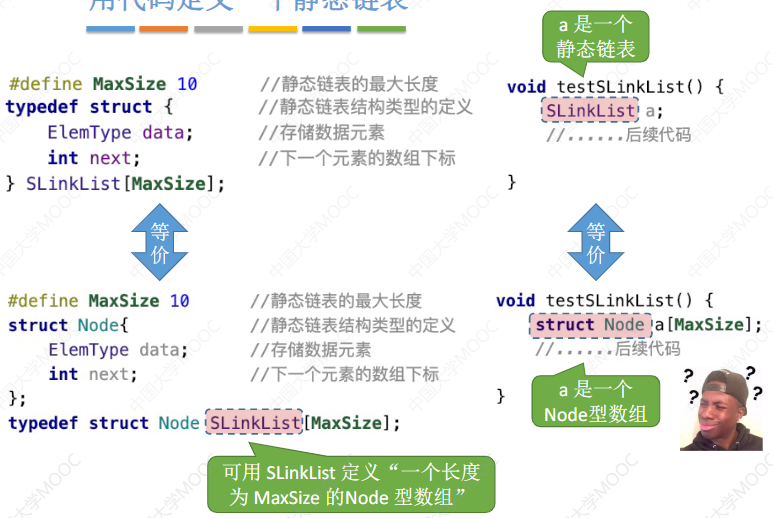 用代码定义一个静态链表
#define MaxSize 10 //静态链表的最大长度
typedef struct { //静态链表结构类型的定义
ElemType data; //存储数据元素
int next; //下一个元素的数组下标
} SLinkList[MaxSize];
a 是一个
静态链表
void testSLinkList() {
SLinkList a;
//......后续代码
}
等
价
等
价
#define MaxSize 10 //静态链表的最大长度
struct Node{ //静态链表结构类型的定义
ElemType data; //存储数据元素
int next; //下一个元素的数组下标
};
typedef struct Node SLinkList[MaxSize];
可用 SLinkList 定义“一个长度
为 MaxSize 的Node 型数组”
void testSLinkList() {
struct Node a[MaxSize];
//......后续代码
}
a 是一个
Node型数组
? ?
? ?
中国大学MOOC